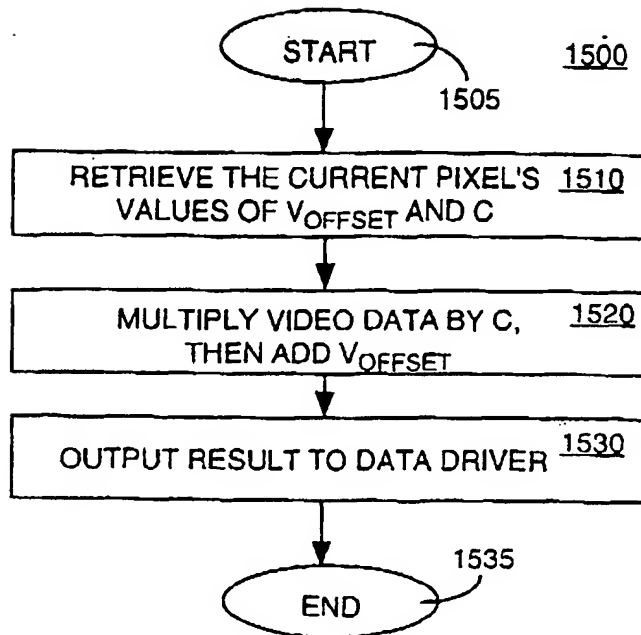 START
1500
1505
RETRIEVE THE CURRENT PIXEL'S 1510
VALUES OF VOFFSET AND C
MULTIPLY VIDEO DATA BY C, 1520
THEN ADD VOFFSET
OUTPUT RESULT TO DATA DRIVER 1530
1535
END